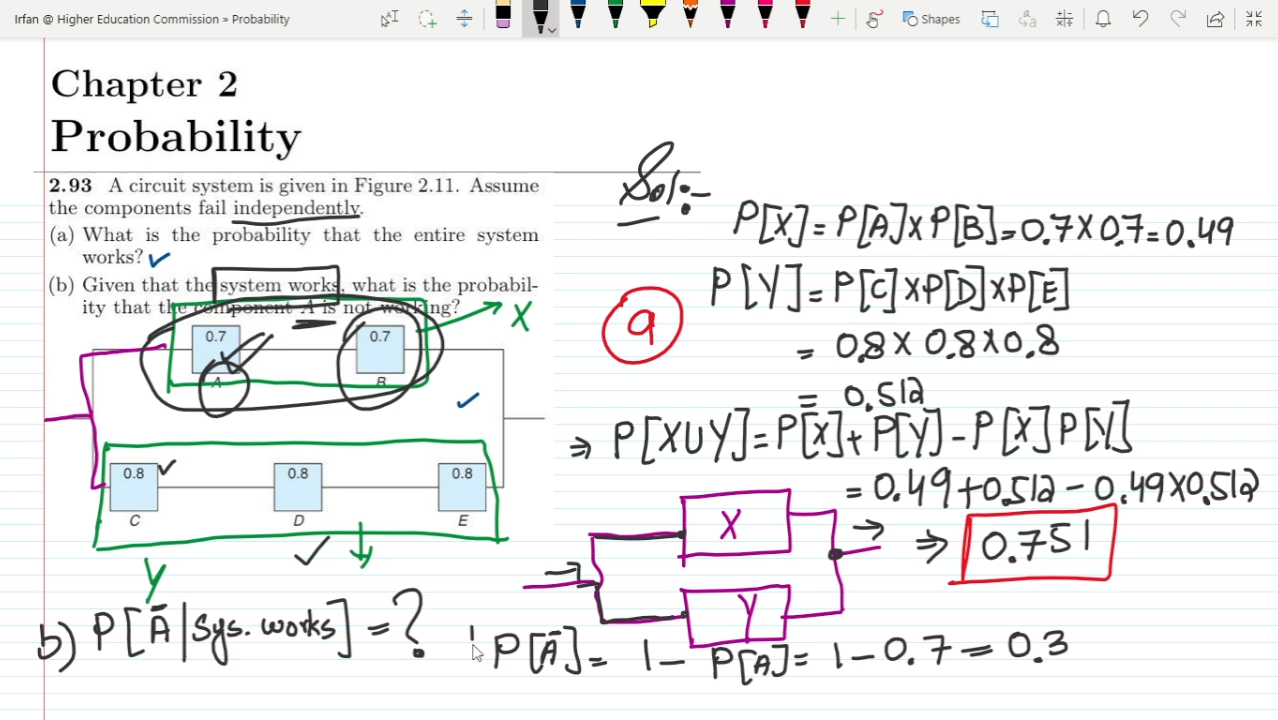 Irfan @ Higher Education Commission » Probability
Shapes
Chapter 2
Probability
2.93 A circuit system is given in Figure 2.11. Assume
the components fail independently.
(a) What is the probability that the entire system
works?
(b) Given that the system works, what is the probabil-
ity that the component A is not working?
X
0.7 0.7
A B
0.8 0.8 0.8
C D E
Y
Sol:-
P[X] = P[A] x P[B] = 0.7 x 0.7 = 0.49
a
P[Y] = P[C] x P[D] x P[E]
= 0.8 x 0.8 x 0.8
= 0.512
⇒ P[XUY] = P[X] + P[Y] - P[X] P[Y]
= 0.49 + 0.512 - 0.49 x 0.512
⇒ 0.751
X
Y
b) P[Ā | Sys. works] = ?
P[Ā] = 1 - P[A] = 1 - 0.7 = 0.3